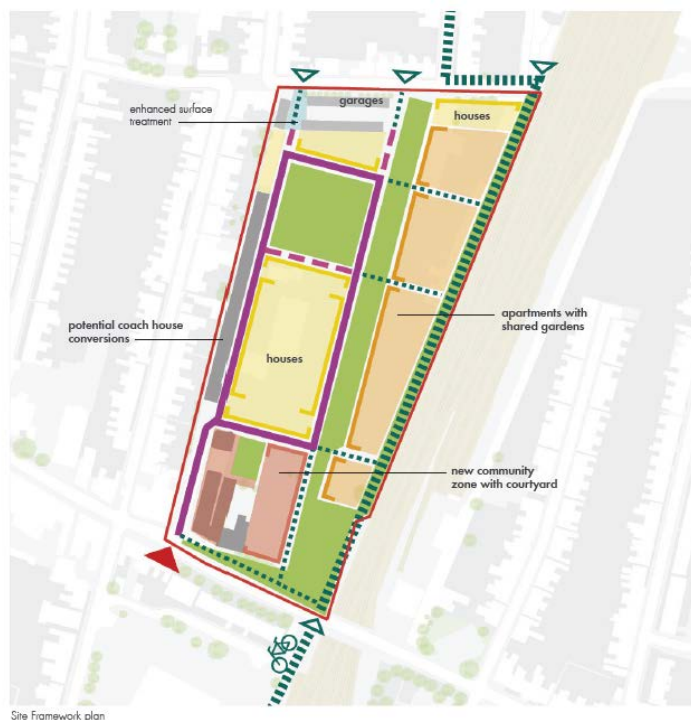 garages
enhanced surface
treatment
houses
potential coach house
conversions
apartments with
shared gardens
houses
new community
zone with courtyard
Site Framework plan